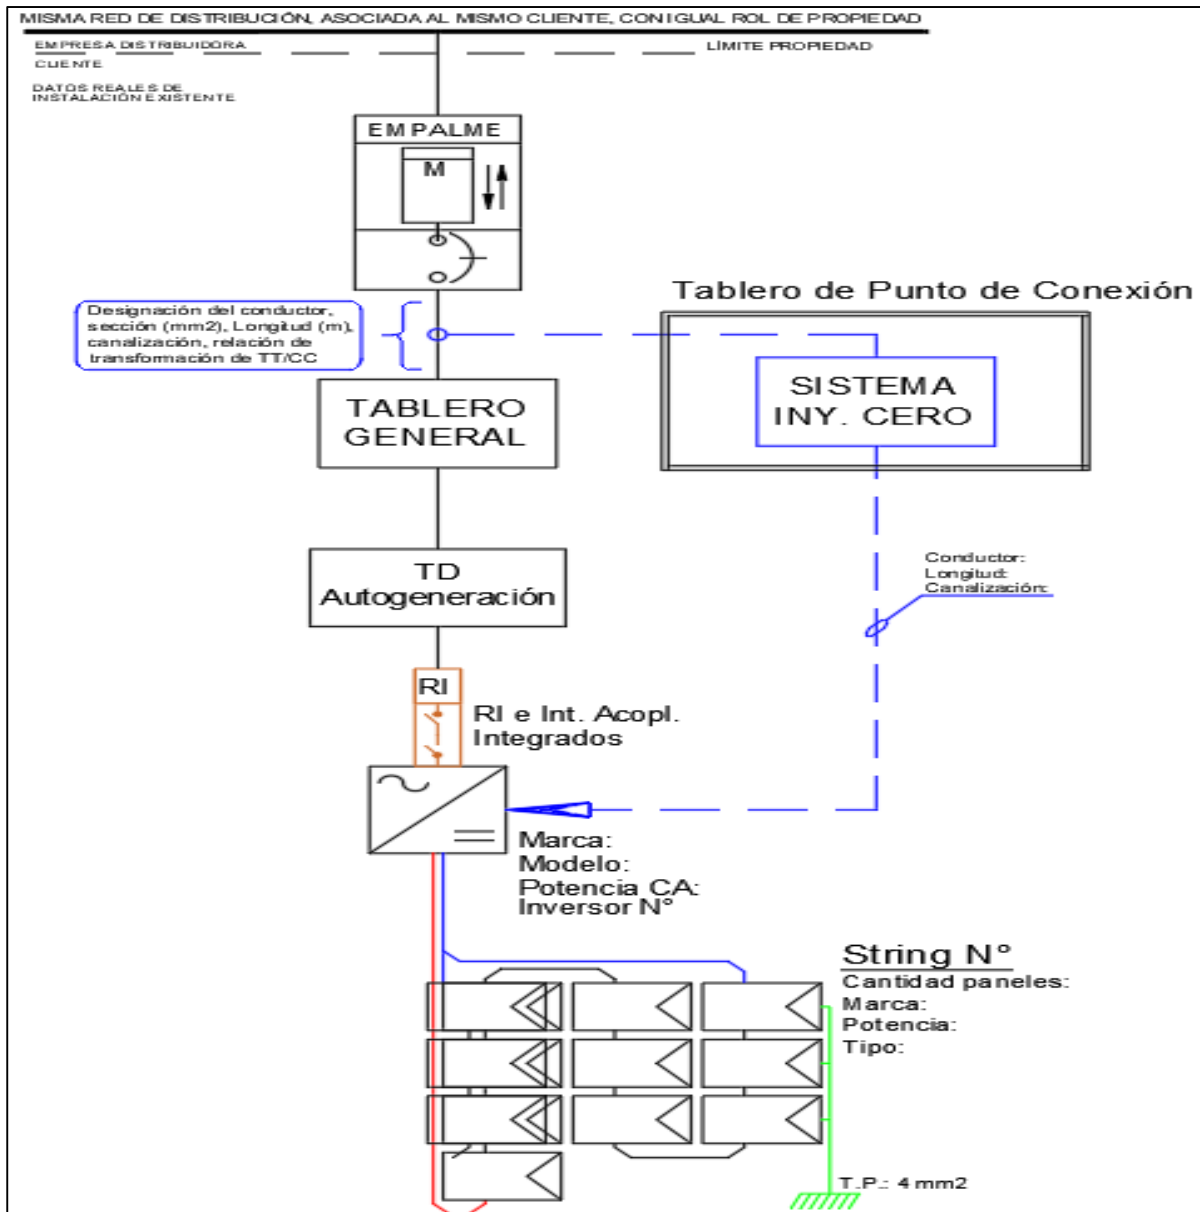 MISMA RED DE DISTRIBUCIÓN, ASOCIADA AL MISMO CLIENTE, CON IGUAL ROL DE PROPIEDAD
EMPRESA DISTRIBUIDORA
LÍMITE PROPIEDAD
CLIENTE
DATOS REALES DE
INSTALACIÓN EXISTENTE
EMPALME
M
Designación del conductor,
sección (mm2), Longitud (m),
canalización, relación de
transformación de TT/CC
Tablero de Punto de Conexión
SISTEMA
INY. CERO
TABLERO
GENERAL
TD
Autogeneración
Conductor:
Longitud:
Canalización:
RI
RI e Int. Acopl.
Integrados
Marca:
Modelo:
Potencia CA:
Inversor N°
String N°
Cantidad paneles:
Marca:
Potencia:
Tipo:
T.P.: 4 mm2